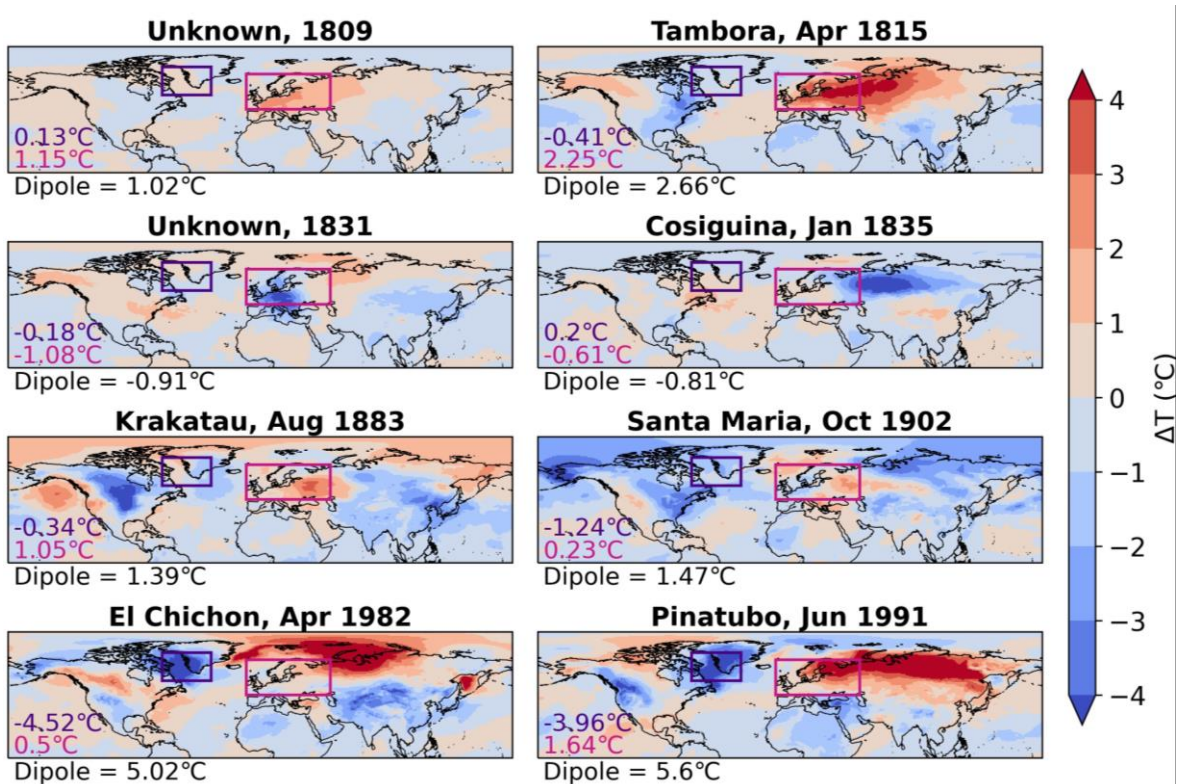 Unknown, 1809
0.13°C
1.15°C
Dipole = 1.02°C
Tambora, Apr 1815
-0.41°C
2.25°C
Dipole = 2.66°C
Unknown, 1831
-0.18°C
-1.08°C
Dipole = -0.91°C
Cosiguina, Jan 1835
0.2°C
-0.61°C
Dipole = -0.81°C
Krakatau, Aug 1883
-0.34°C
1.05°C
Dipole = 1.39°C
Santa Maria, Oct 1902
-1.24°C
0.23°C
Dipole = 1.47°C
El Chichon, Apr 1982
-4.52°C
0.5°C
Dipole = 5.02°C
Pinatubo, Jun 1991
-3.96°C
1.64°C
Dipole = 5.6°C
4
3
2
1
0
−1
−2
−3
−4
ΔT (°C)